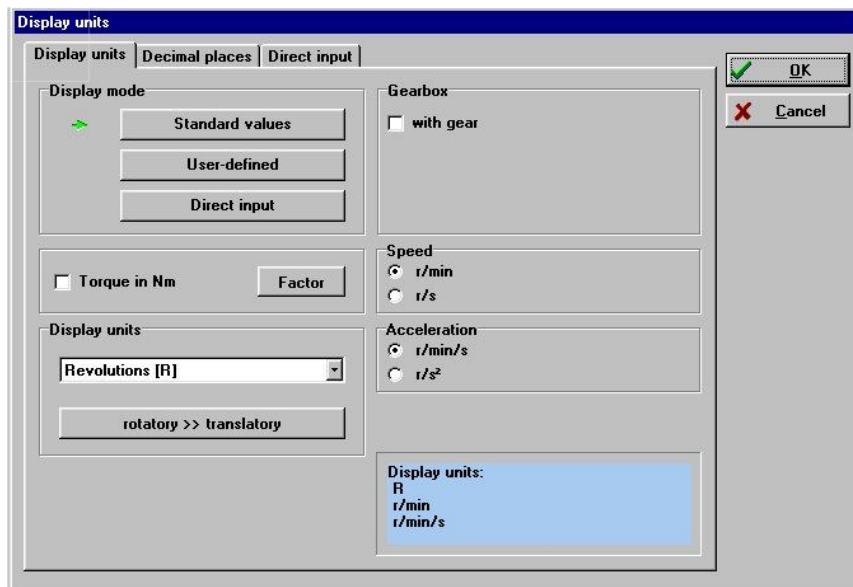 Display units
Display units
Decimal places
Direct input
Display mode
Standard values
User-defined
Direct input
Torque in Nm
Factor
Display units
Revolutions [R]
rotatory >> translatory
Gearbox
with gear
Speed
r/min
r/s
Acceleration
r/min/s
r/s²
Display units:
R
r/min
r/min/s
OK
Cancel